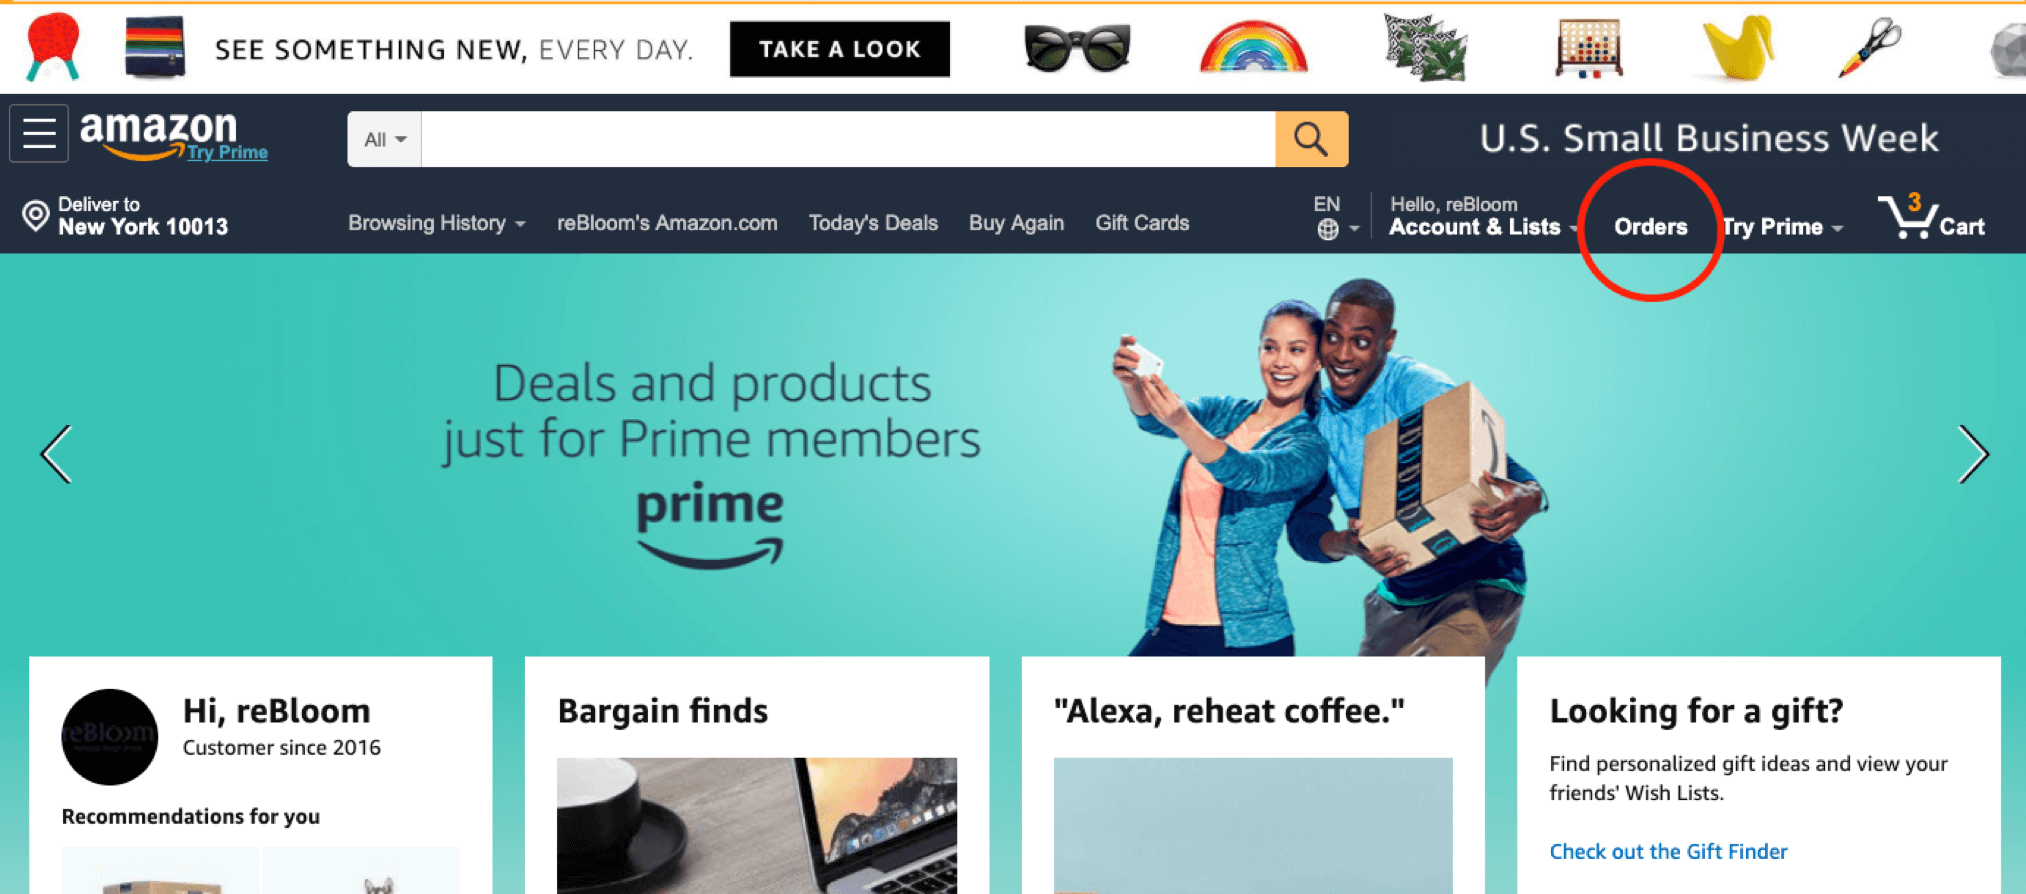 SEE SOMETHING NEW, EVERY DAY. TAKE A LOOK
amazon
Try Prime
All
U.S. Small Business Week
Deliver to
New York 10013
Browsing History
reBloom's Amazon.com
Today's Deals
Buy Again
Gift Cards
EN
Hello, reBloom
Account & Lists
Orders
Try Prime
3
Cart
Deals and products
just for Prime members
prime
Hi, reBloom
Customer since 2016
Recommendations for you
reBloom
Bargain finds
"Alexa, reheat coffee."
Looking for a gift?
Find personalized gift ideas and view your
friends' Wish Lists.
Check out the Gift Finder